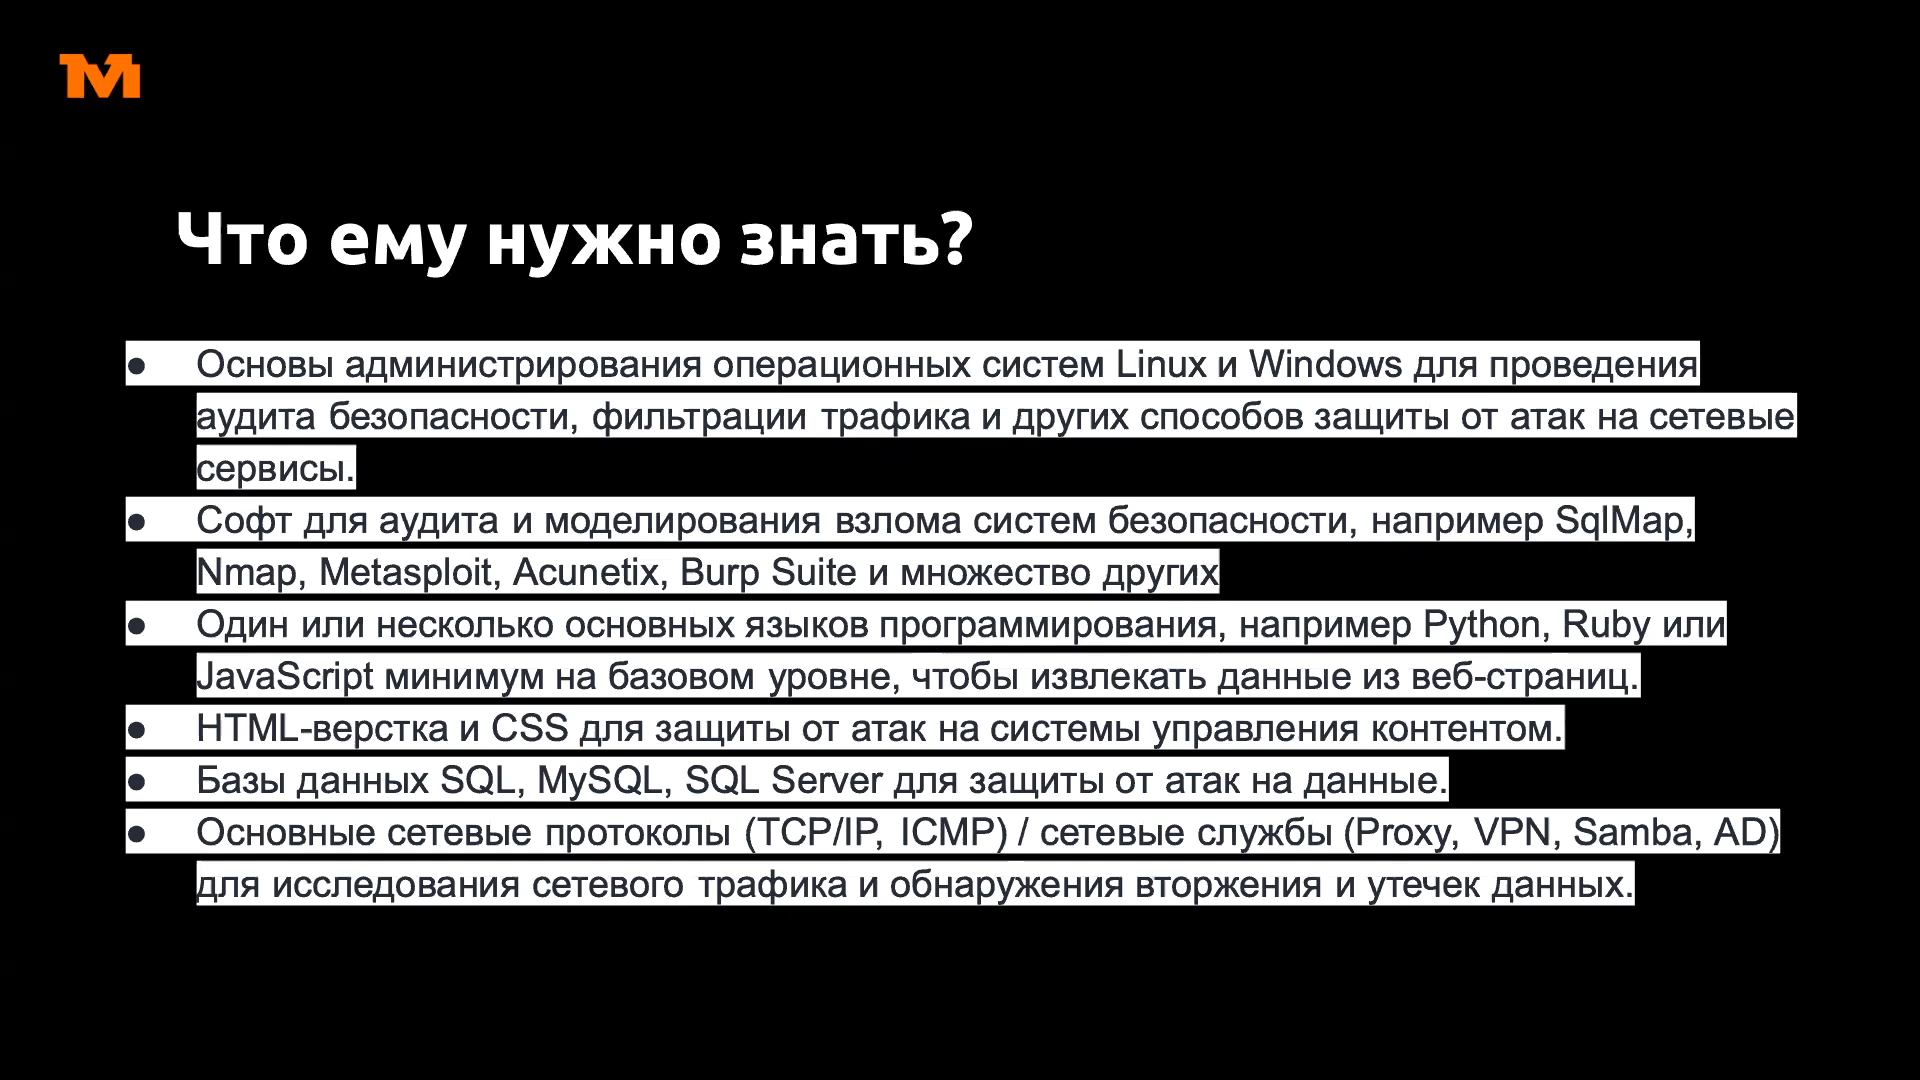 Что ему нужно знать?
● Основы администрирования операционных систем Linux и Windows для проведения
аудита безопасности, фильтрации трафика и других способов защиты от атак на сетевые
сервисы.
● Софт для аудита и моделирования взлома систем безопасности, например SqlMap,
Nmap, Metasploit, Acunetix, Burp Suite и множество других
● Один или несколько основных языков программирования, например Python, Ruby или
JavaScript минимум на базовом уровне, чтобы извлекать данные из веб-страниц.
● HTML-верстка и CSS для защиты от атак на системы управления контентом.
● Базы данных SQL, MySQL, SQL Server для защиты от атак на данные.
● Основные сетевые протоколы (TCP/IP, ICMP) / сетевые службы (Proxy, VPN, Samba, AD)
для исследования сетевого трафика и обнаружения вторжения и утечек данных.